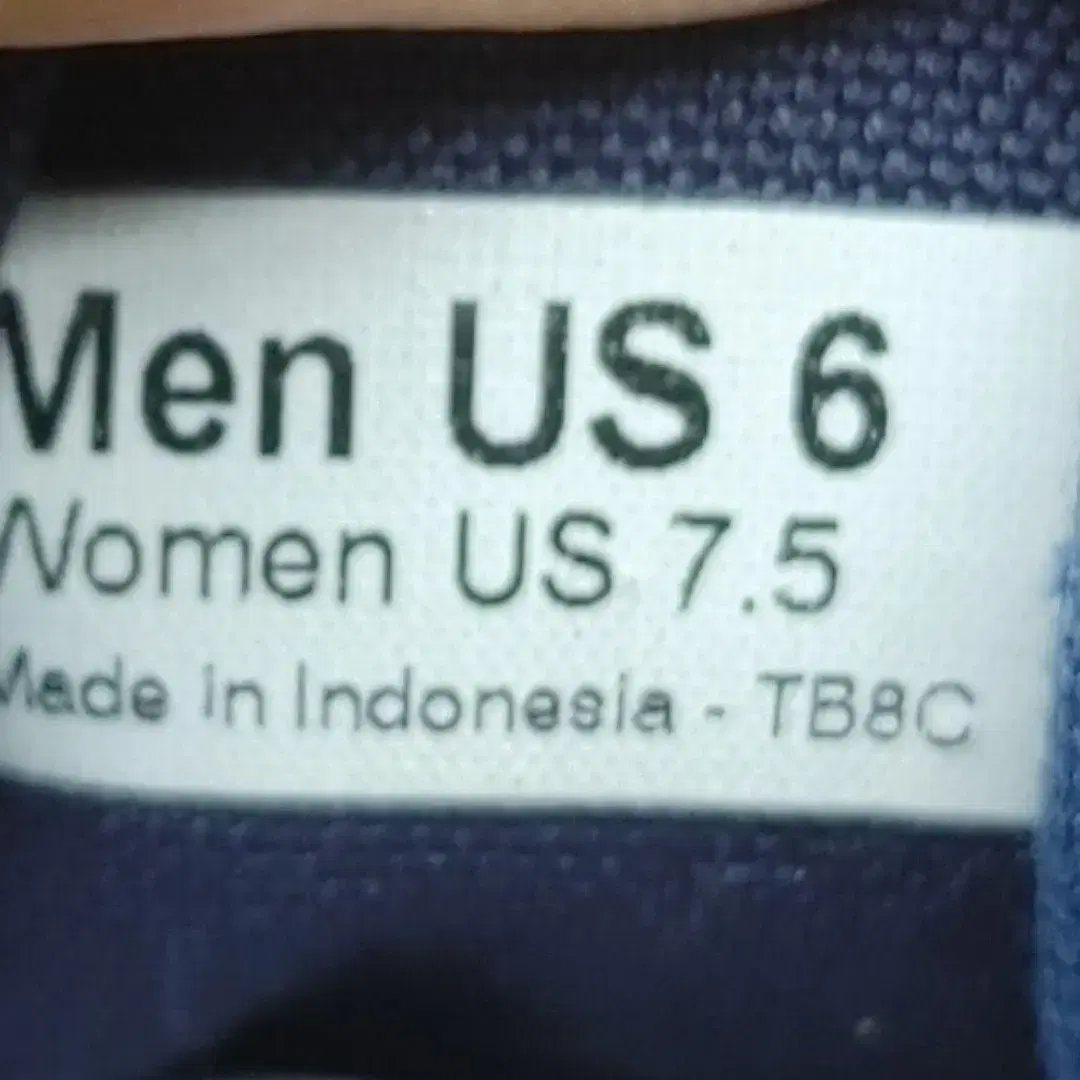 Men US 6
Women US 7.5
Made in Indonesia - TB8C